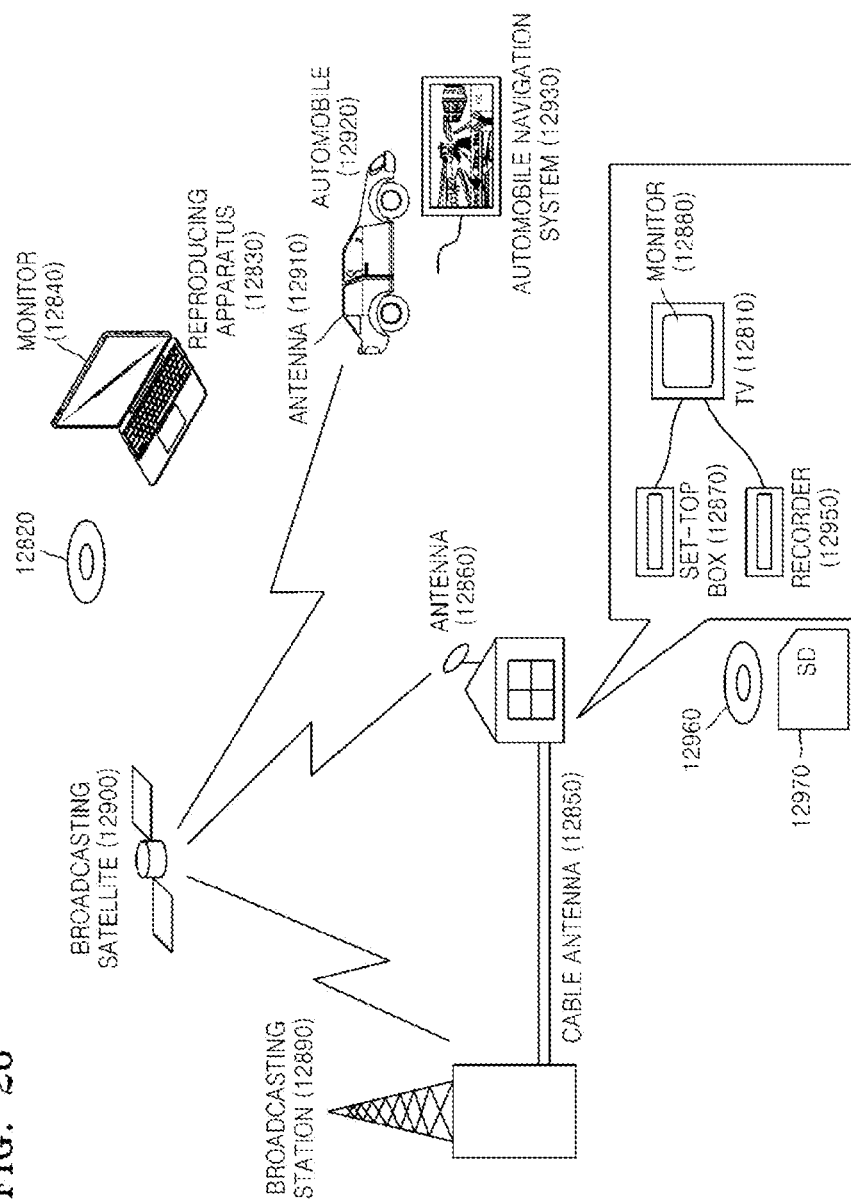 FIG. 26
BROADCASTING
STATION (12890)
BROADCASTING
SATELLITE (12900)
12820
MONITOR
(12840)
REPRODUCING
APPARATUS
(12830)
ANTENNA (12910)
AUTOMOBILE
(12920)
AUTOMOBILE NAVIGATION
SYSTEM (12930)
ANTENNA
(12860)
CABLE ANTENNA (12850)
12960
SD
12970
SET-TOP
BOX (12870)
RECORDER
(12950)
MONITOR
(12880)
TV (12810)